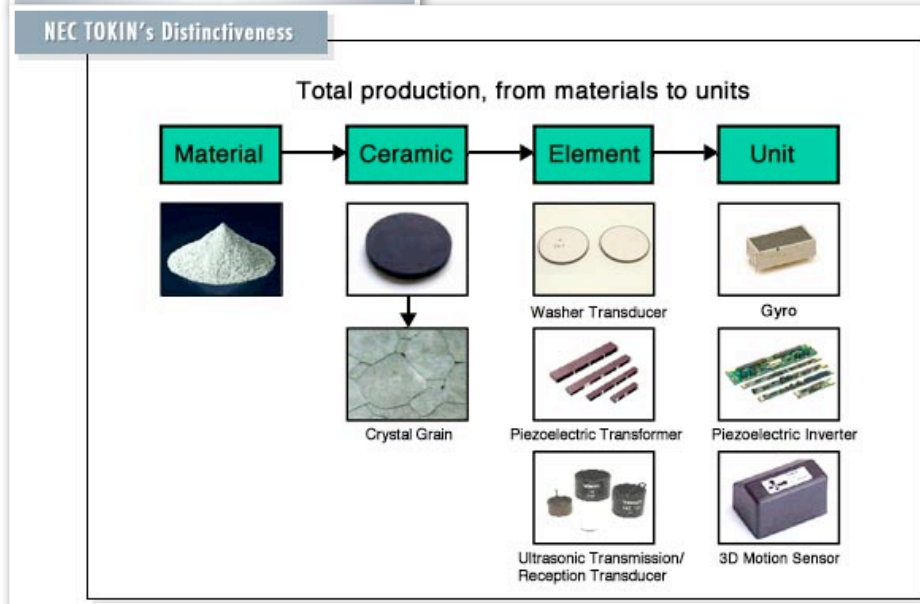 NEC TOKIN's Distinctiveness
Total production, from materials to units
Material
Ceramic
Element
Unit
Washer Transducer
Gyro
Crystal Grain
Piezoelectric Transformer
Piezoelectric Inverter
Ultrasonic Transmission/
Reception Transducer
3D Motion Sensor